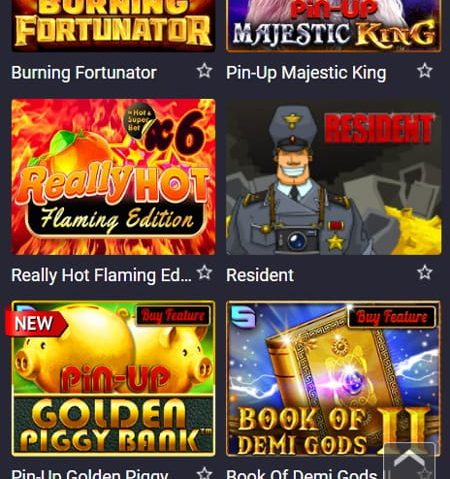 BURNING
FORTUNATOR
PiN-UP
MAJESTIC KING
Burning Fortunator
Pin-Up Majestic King
Hot &
Super
Bet
x6
Really HOT
Flaming Edition
RESIDENT
Really Hot Flaming Ed...
Resident
NEW
Buy Feature
PiN-UP
GOLDEN
PIGGY BANK™
Buy Feature
BOOK OF
DEMI GODS II
Pin-Up Golden Piggy
Book Of Demi Gods II